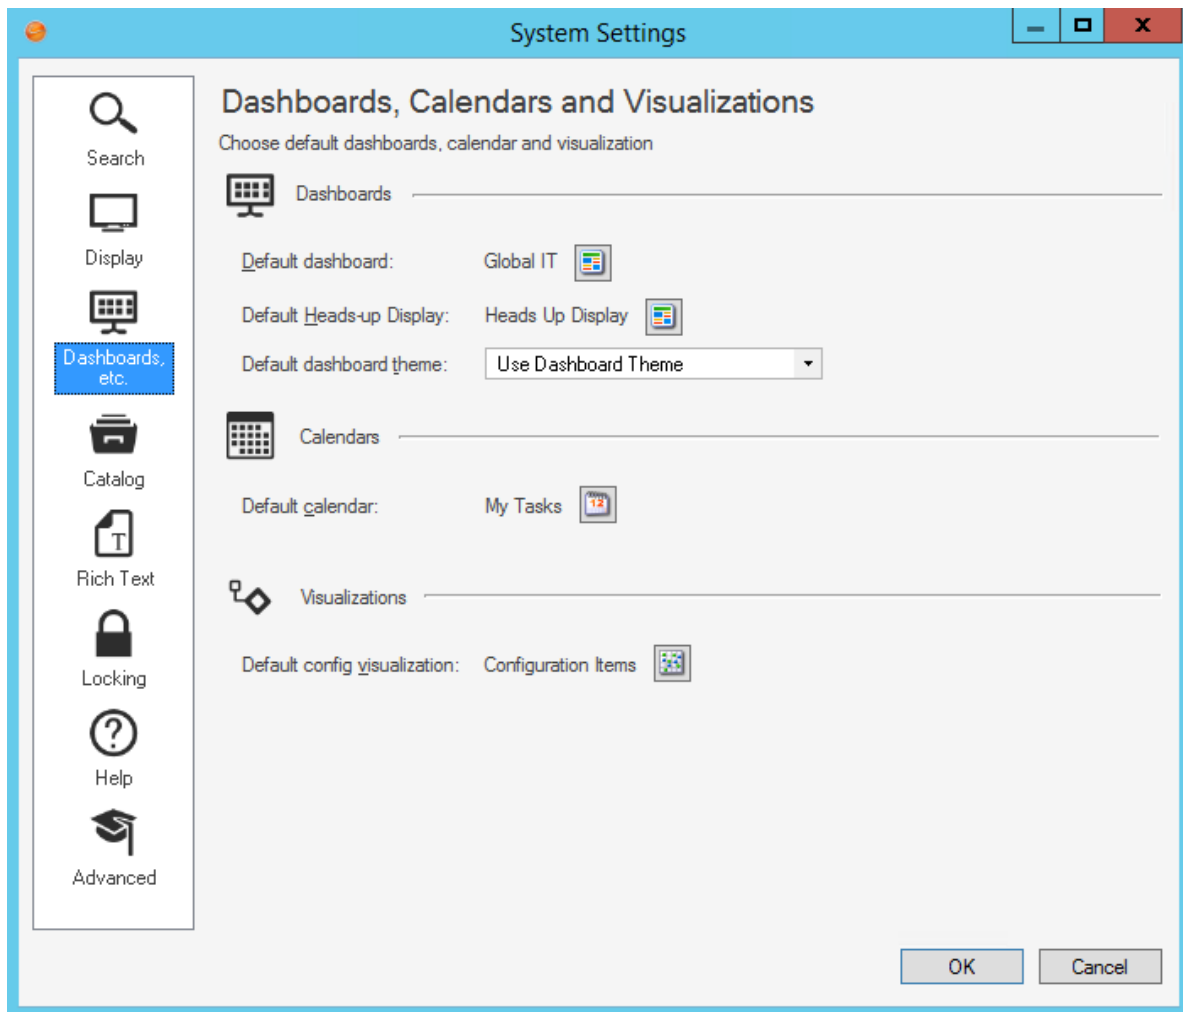 System Settings
Search
Display
Dashboards,
etc.
Catalog
Rich Text
Locking
Help
Advanced
Dashboards, Calendars and Visualizations
Choose default dashboards, calendar and visualization
Dashboards
Default dashboard: Global IT
Default Heads-up Display: Heads Up Display
Default dashboard theme: Use Dashboard Theme
Calendars
Default calendar: My Tasks 12
Visualizations
Default config visualization: Configuration Items
OK Cancel